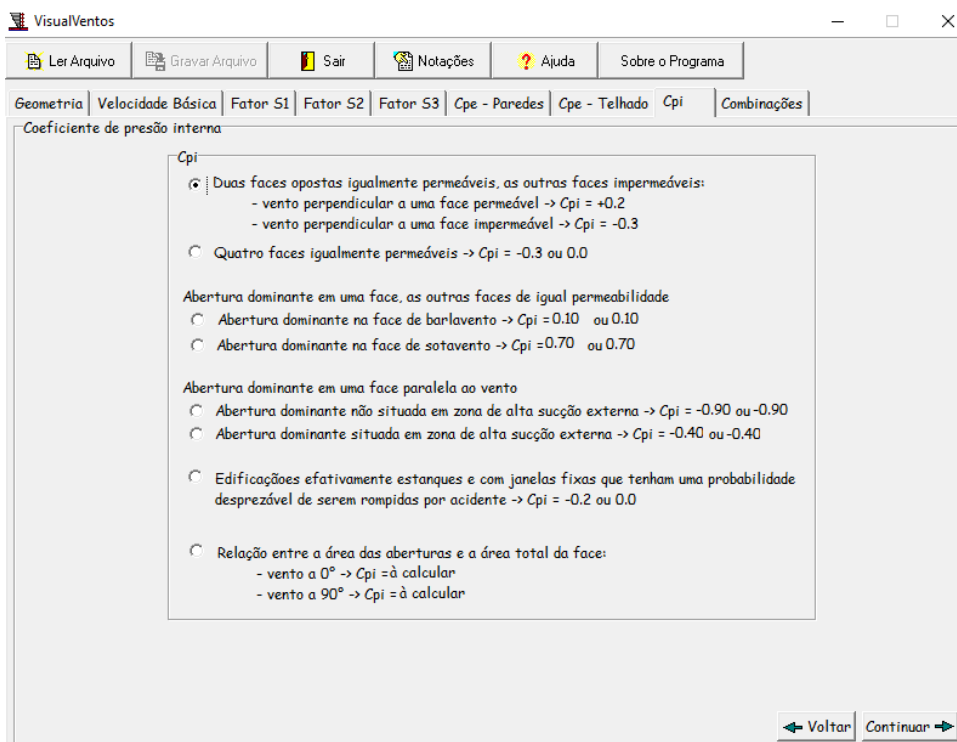 VisualVentos
Ler Arquivo Gravar Arquivo Sair Notações Ajuda Sobre o Programa
Geometria Velocidade Básica Fator S1 Fator S2 Fator S3 Cpe - Paredes Cpe - Telhado Cpi Combinações
Coeficiente de presão interna
Cpi
Duas faces opostas igualmente permeáveis, as outras faces impermeáveis:
- vento perpendicular a uma face permeável -> Cpi = +0.2
- vento perpendicular a uma face impermeável -> Cpi = -0.3
Quatro faces igualmente permeáveis -> Cpi = -0.3 ou 0.0
Abertura dominante em uma face, as outras faces de igual permeabilidade
Abertura dominante na face de barlavento -> Cpi = 0.10 ou 0.10
Abertura dominante na face de sotavento -> Cpi = 0.70 ou 0.70
Abertura dominante em uma face paralela ao vento
Abertura dominante não situada em zona de alta sucção externa -> Cpi = -0.90 ou -0.90
Abertura dominante situada em zona de alta sucção externa -> Cpi = -0.40 ou -0.40
Edificaçãoes efativamente estanques e com janelas fixas que tenham uma probabilidade
desprezável de serem rompidas por acidente -> Cpi = -0.2 ou 0.0
Relação entre a área das aberturas e a área total da face:
- vento a 0° -> Cpi = à calcular
- vento a 90° -> Cpi = à calcular
Voltar Continuar